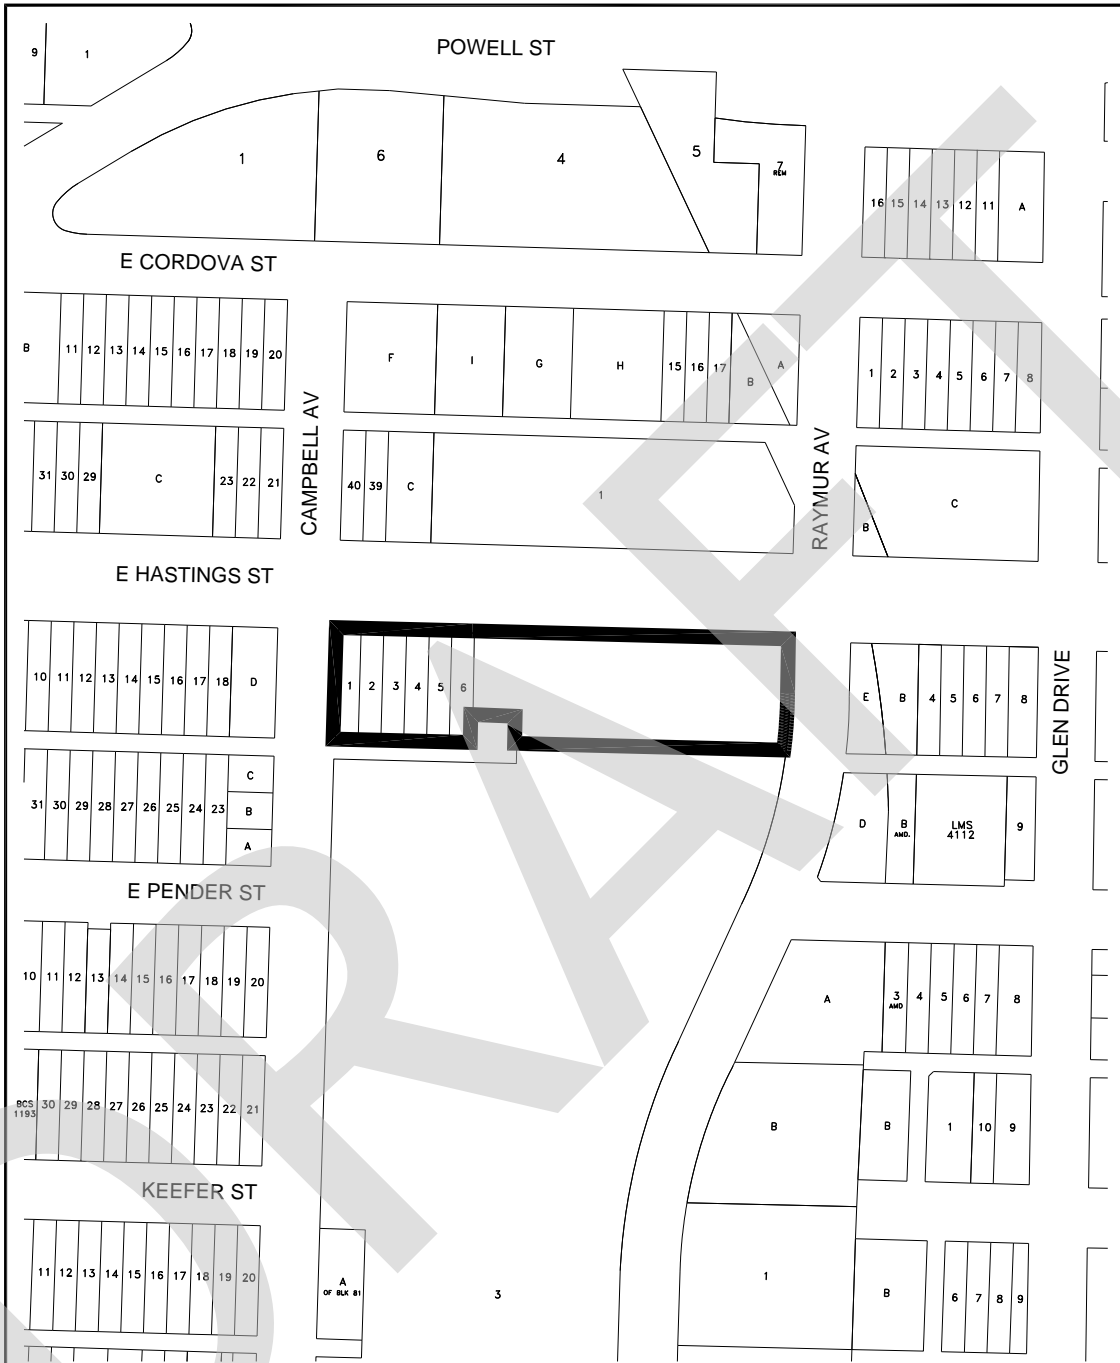 POWELL ST
9 1
1 6 4 5 7
REM
16 15 14 13 12 11 A
E CORDOVA ST
B 11 12 13 14 15 16 17 18 19 20
F I G H 15 16 17 B A
1 2 3 4 5 6 7 8
CAMPBELL AV
RAYMUR AV
31 30 29 C 23 22 21
40 39 C 1
B C
E HASTINGS ST
10 11 12 13 14 15 16 17 18 D
1 2 3 4 5 6
E B 4 5 6 7 8
GLEN DRIVE
31 30 29 28 27 26 25 24 23
C
B
A
D B
AMD.
LMS
4112
9
E PENDER ST
10 11 12 13 14 15 16 17 18 19 20
A 3
AMD
4 5 6 7 8
BCS
1193
30 29 28 27 26 25 24 23 22 21
B B 1 10 9
KEEFER ST
11 12 13 14 15 16 17 18 19 20
A
OF BLK 81
3
1 B 6 7 8 9
DRAFT